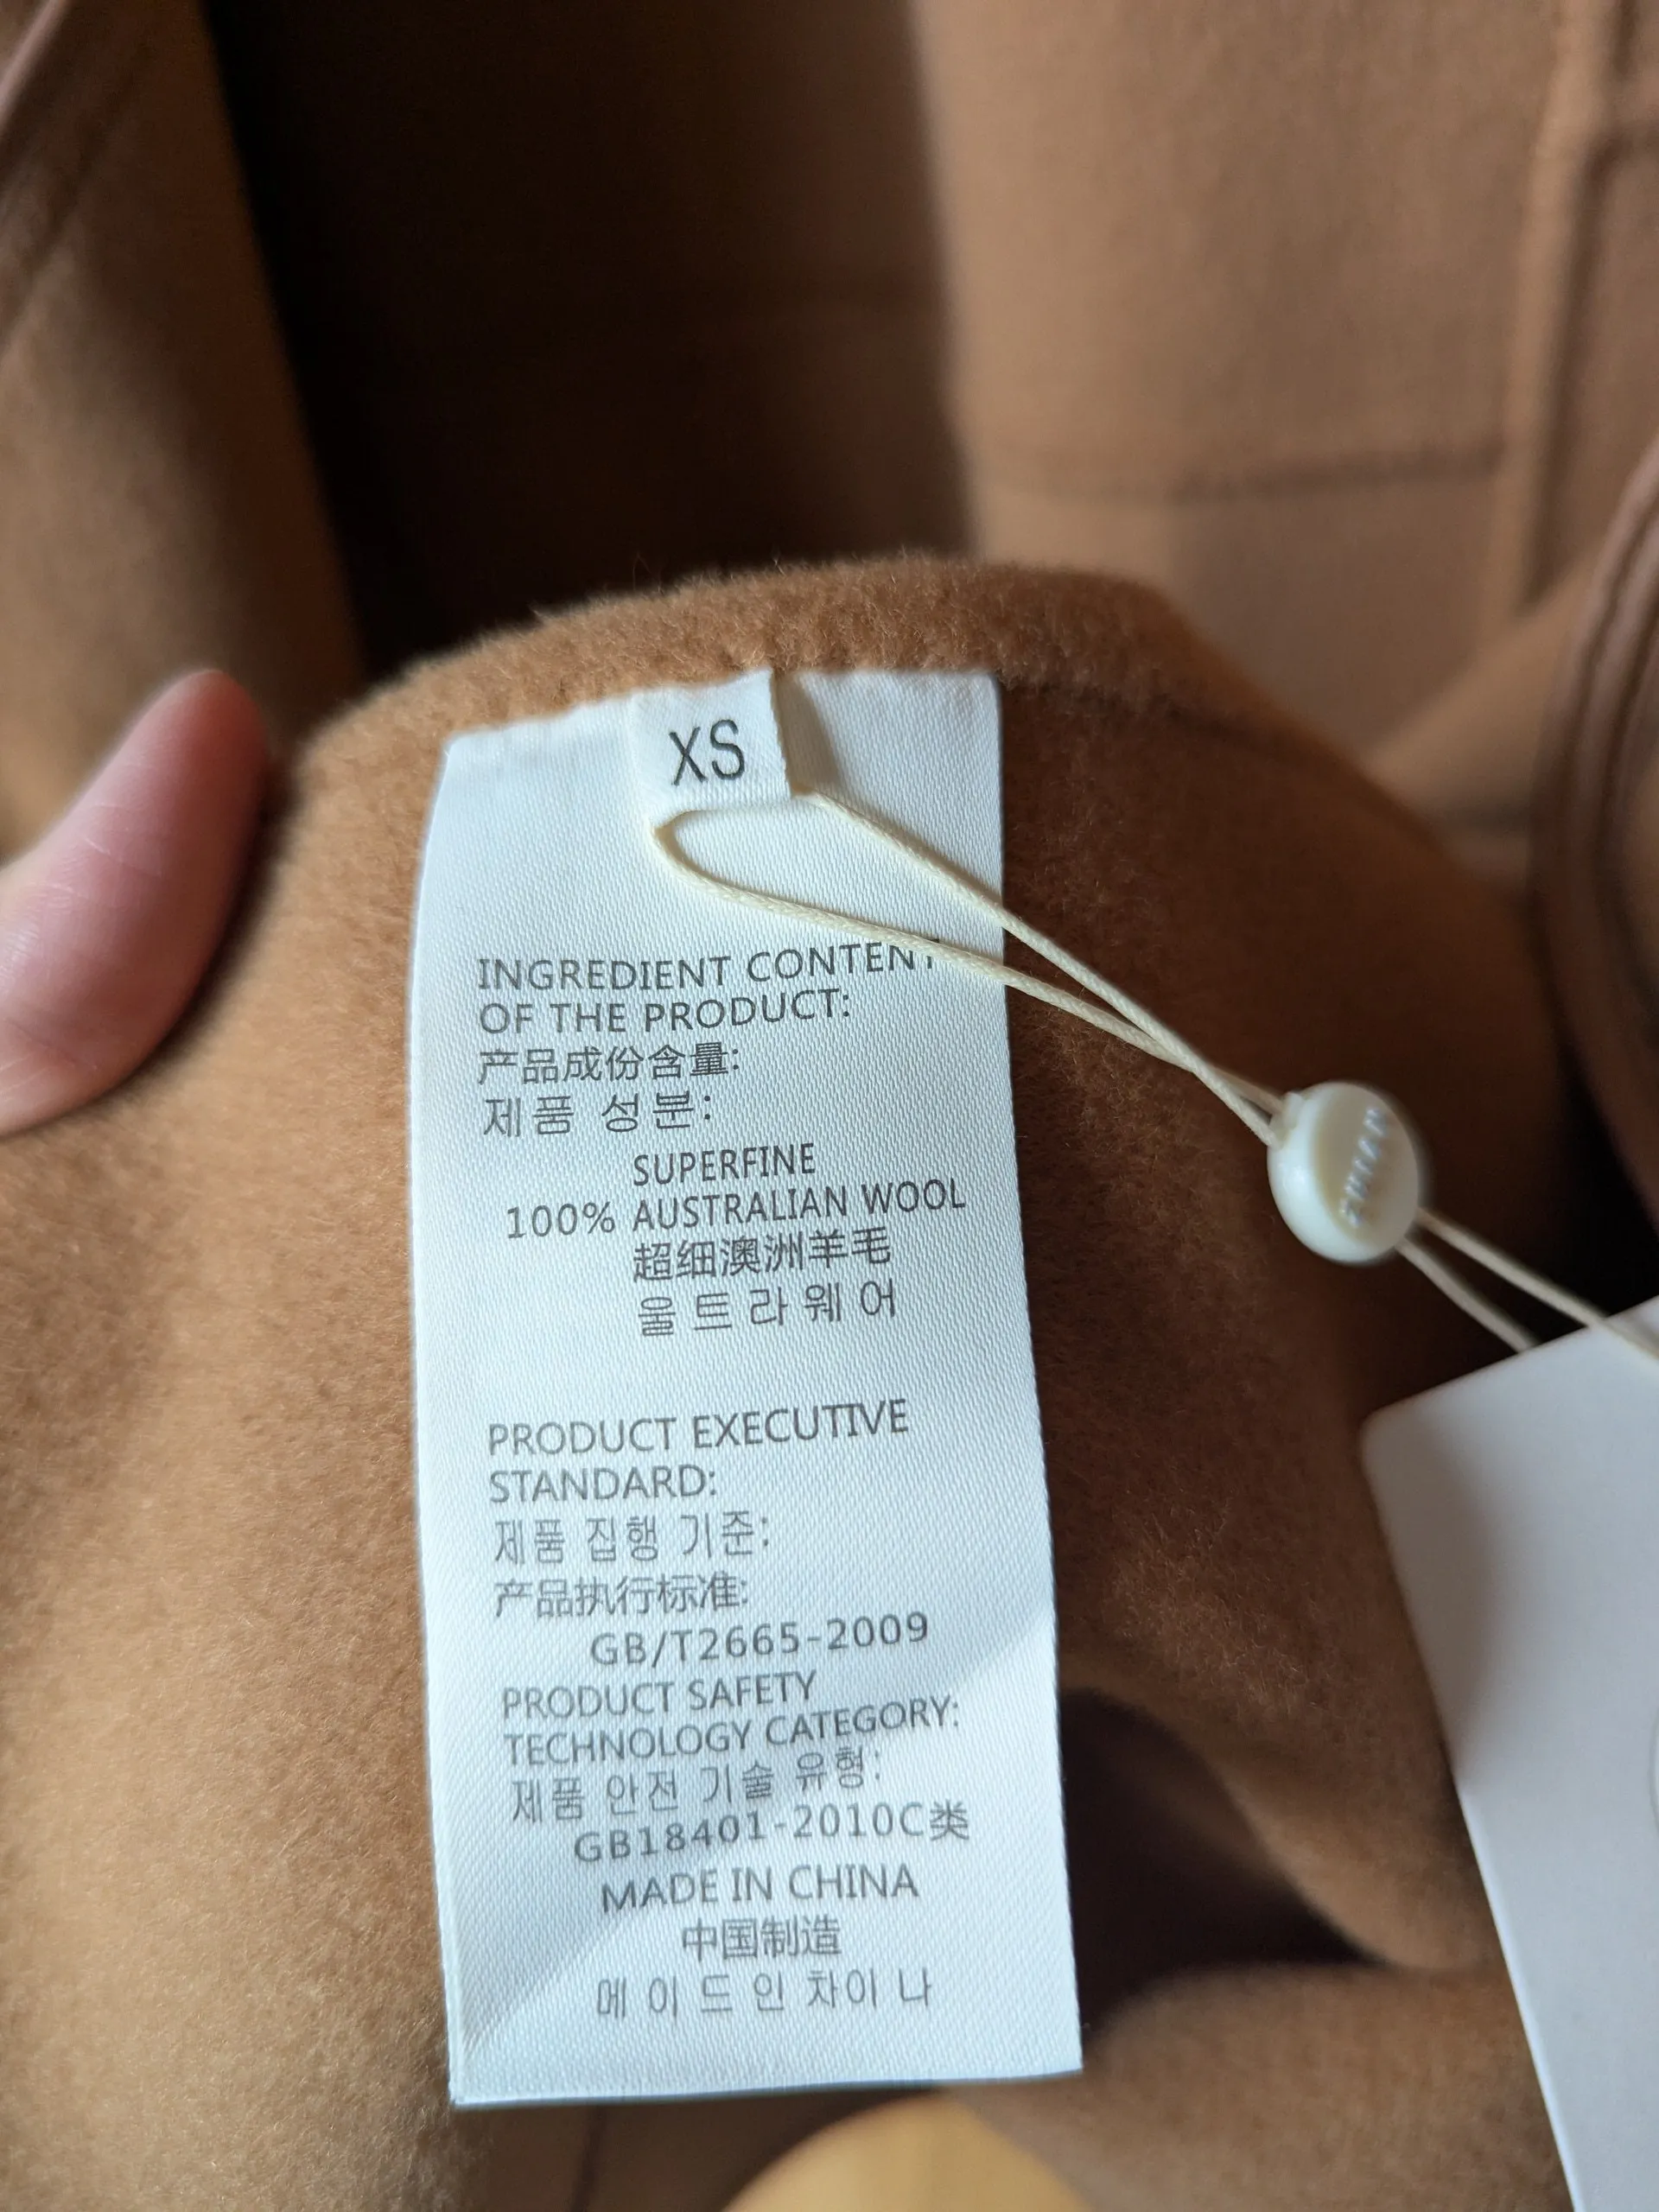 XS
INGREDIENT CONTENT
OF THE PRODUCT:
产品成份含量:
제품 성분:
SUPERFINE
100% AUSTRALIAN WOOL
超细澳洲羊毛
울트라웨어
PRODUCT EXECUTIVE
STANDARD:
제품 집행 기준:
产品执行标准:
GB/T2665-2009
PRODUCT SAFETY
TECHNOLOGY CATEGORY:
제품 안전 기술 유형:
GB18401-2010C类
MADE IN CHINA
中国制造
메이드인차이나